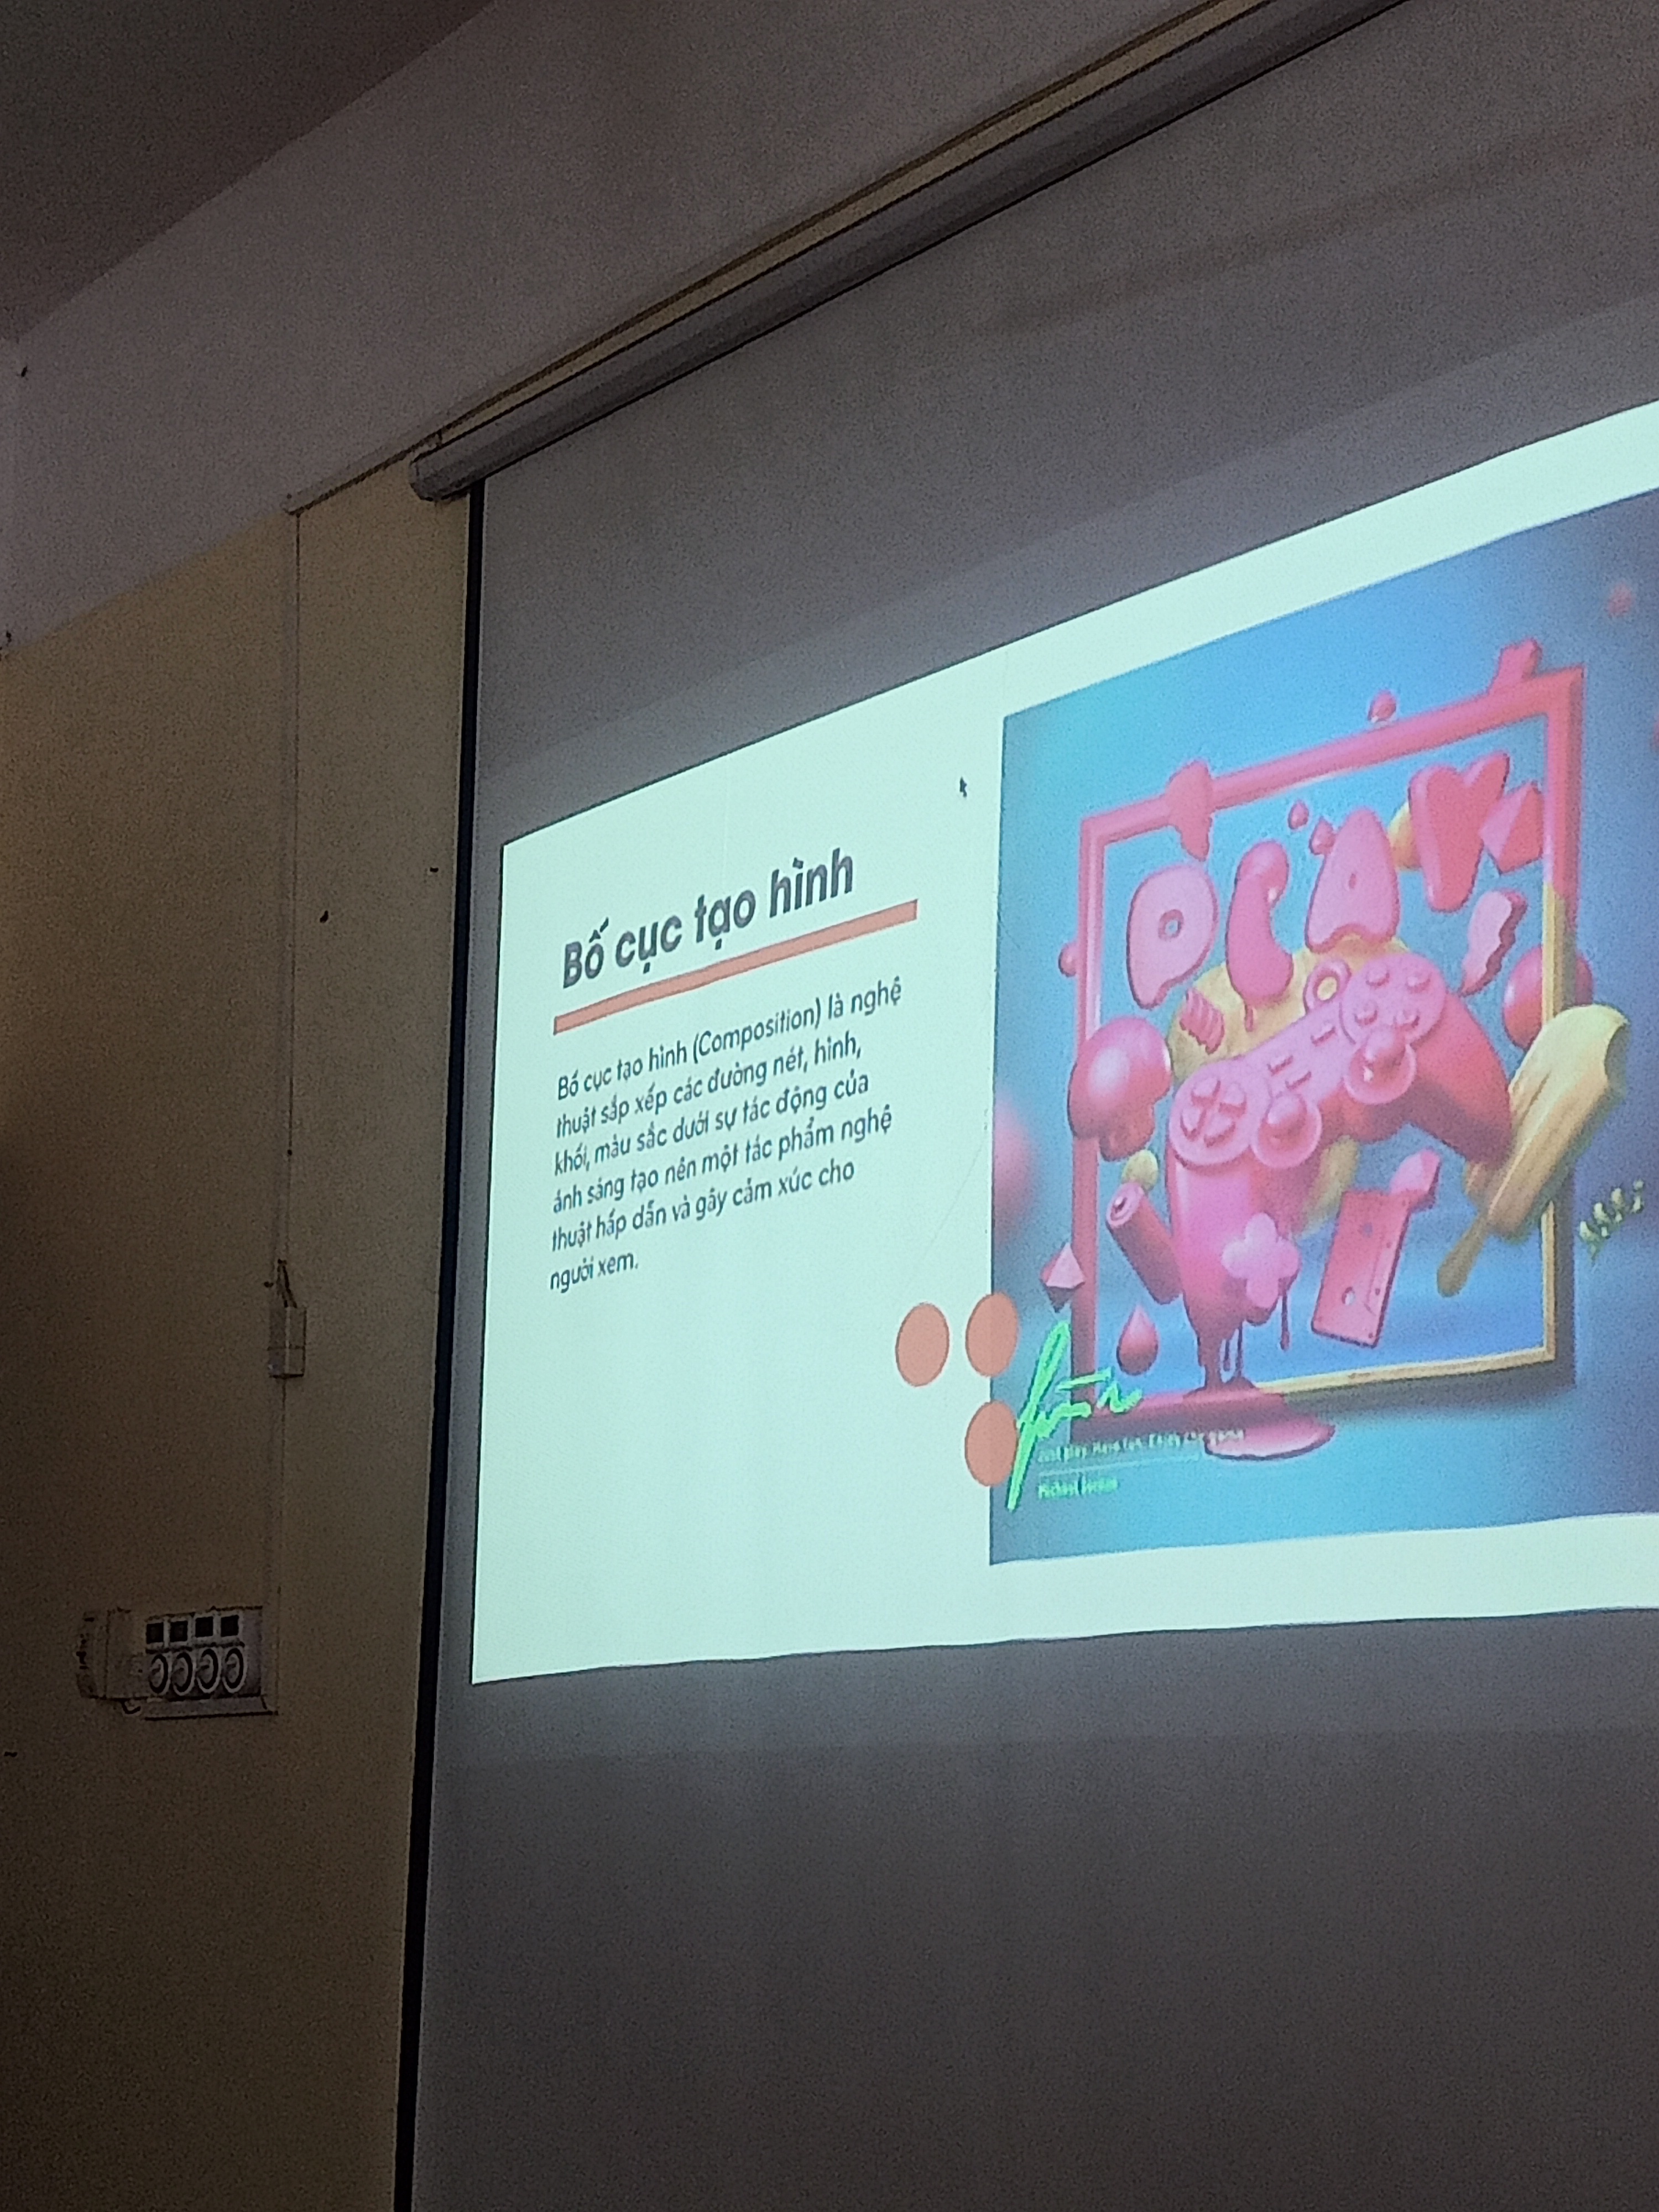 Bố cục tạo hình
Bố cục tạo hình (Composition) là nghệ
thuật sắp xếp các đường nét, hình,
khối, màu sắc dưới sự tác động của
ánh sáng tạo nên một tác phẩm nghệ
thuật hấp dẫn và gây cảm xúc cho
người xem.
PLAY
Just play. Have fun. Enjoy the game
Michael Jordan